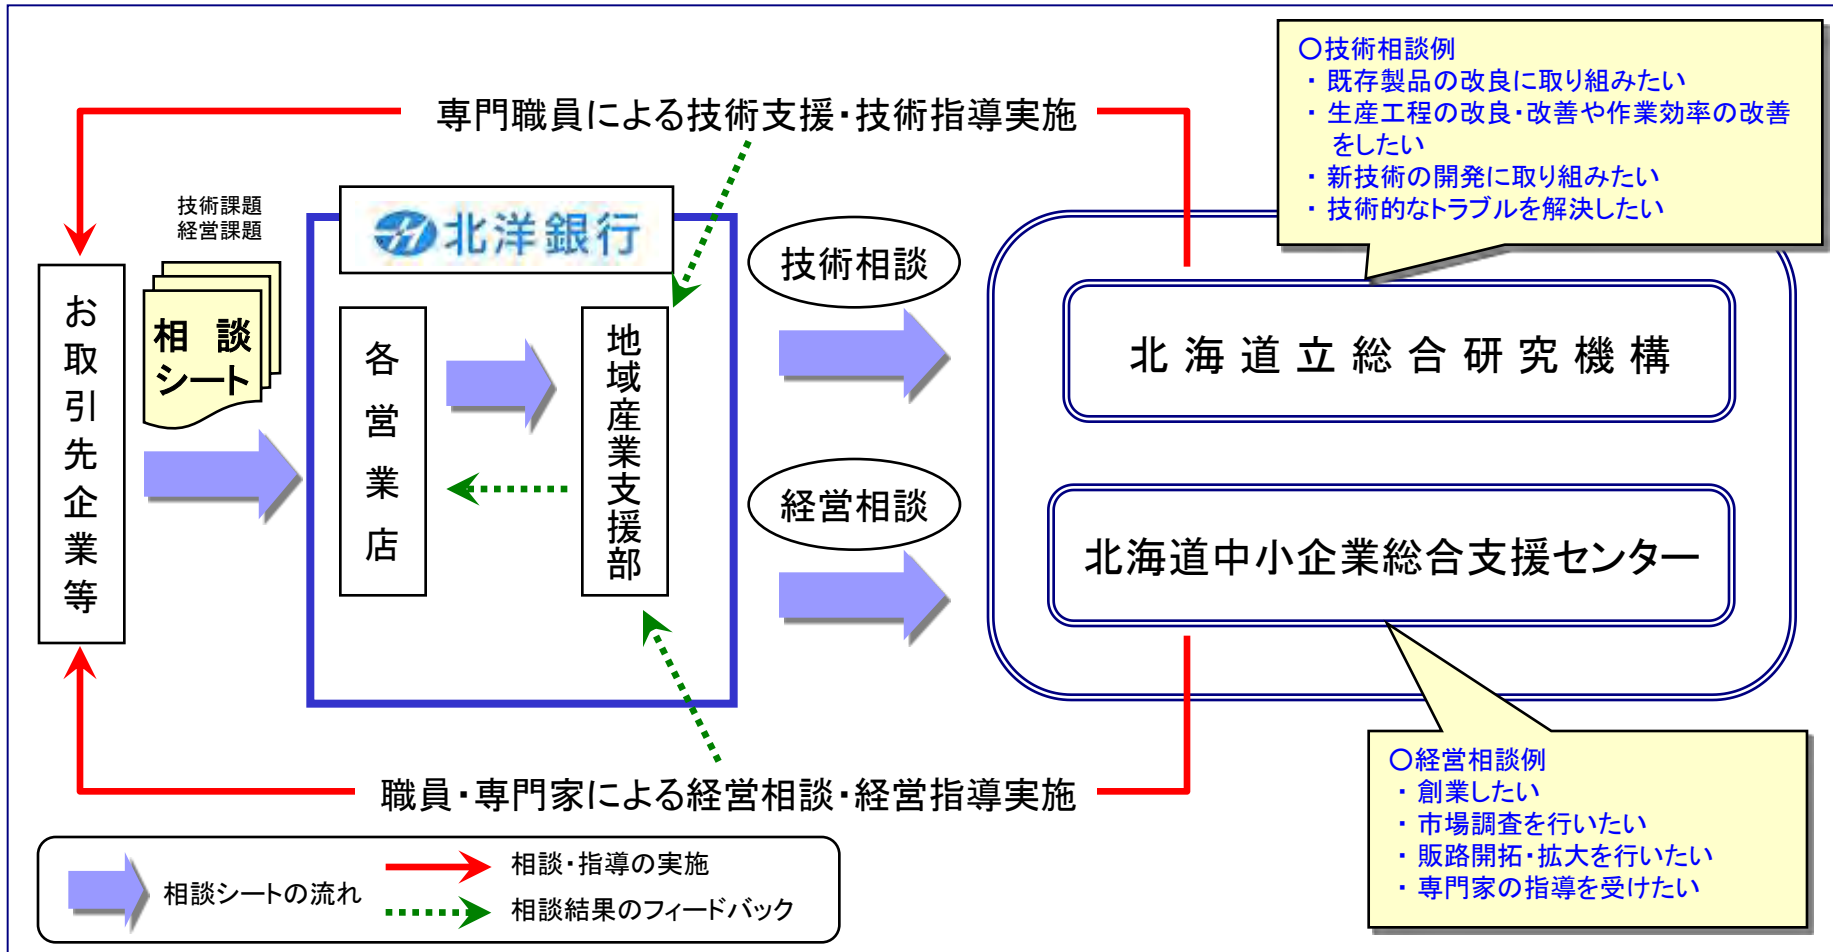 ○技術相談例
・ 既存製品の改良に取り組みたい
・ 生産工程の改良・改善や作業効率の改善
をしたい
・ 新技術の開発に取り組みたい
・ 技術的なトラブルを解決したい
専門職員による技術支援・技術指導実施
技術課題
経営課題
相 談
シート
お取引先企業等
北洋銀行
各営業店
地域産業支援部
技術相談
経営相談
北海道立総合研究機構
北海道中小企業総合支援センター
職員・専門家による経営相談・経営指導実施
○経営相談例
・ 創業したい
・ 市場調査を行いたい
・ 販路開拓・拡大を行いたい
・ 専門家の指導を受けたい
相談シートの流れ
相談・指導の実施
相談結果のフィードバック